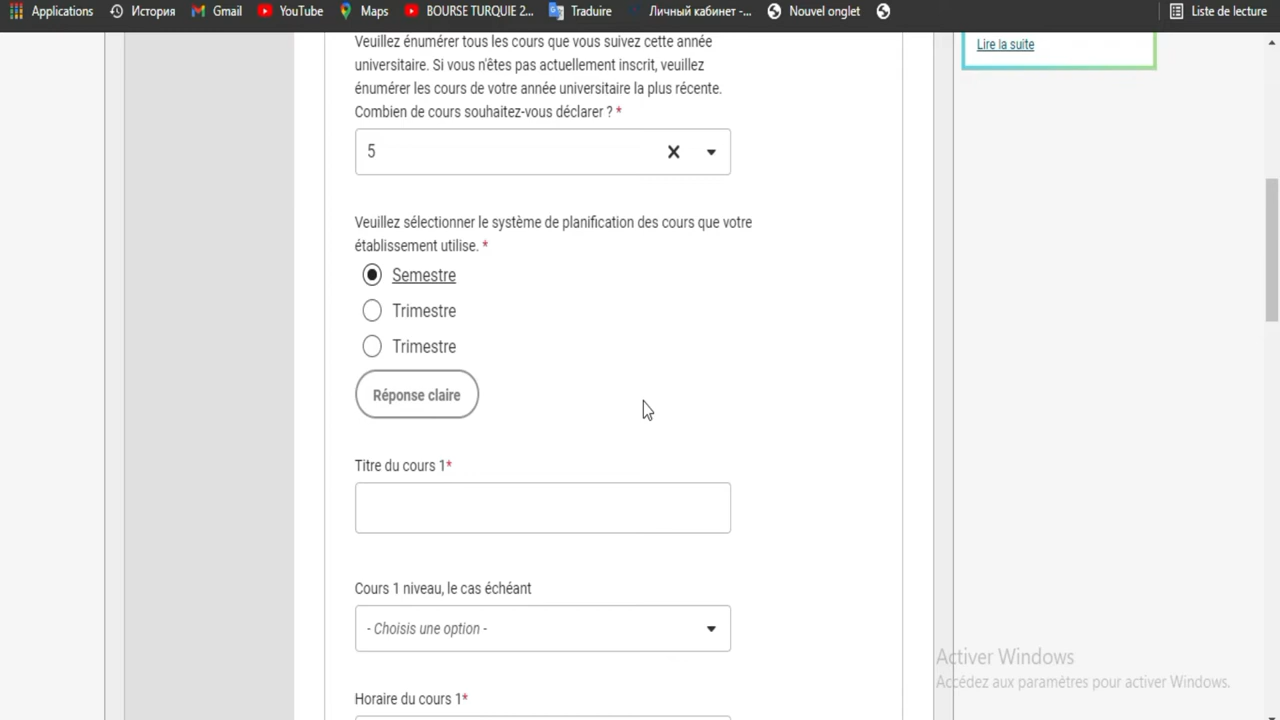 Applications История Gmail YouTube Maps BOURSE TURQUIE 2... Traduire Личный кабинет -... Nouvel onglet Liste de lecture
Lire la suite
Veuillez énumérer tous les cours que vous suivez cette année
universitaire. Si vous n'êtes pas actuellement inscrit, veuillez
énumérer les cours de votre année universitaire la plus récente.
Combien de cours souhaitez-vous déclarer ? *
5
Veuillez sélectionner le système de planification des cours que votre
établissement utilise. *
Semestre
Trimestre
Trimestre
Réponse claire
Titre du cours 1*
Cours 1 niveau, le cas échéant
- Choisis une option -
Horaire du cours 1*
Activer Windows
Accédez aux paramètres pour activer Windows.